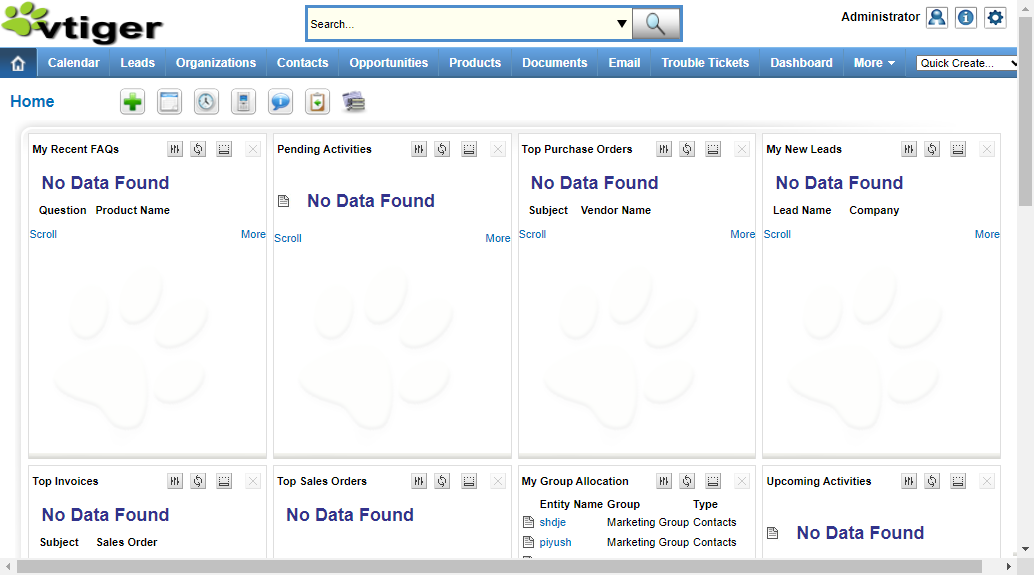 vtiger
Search...
Administrator
Calendar Leads Organizations Contacts Opportunities Products Documents Email Trouble Tickets Dashboard More Quick Create...
Home
My Recent FAQs
No Data Found
Question Product Name
Scroll More
Pending Activities
No Data Found
Scroll More
Top Purchase Orders
No Data Found
Subject Vendor Name
Scroll More
My New Leads
No Data Found
Lead Name Company
Scroll More
Top Invoices
No Data Found
Subject Sales Order
Top Sales Orders
No Data Found
My Group Allocation
Entity Name Group Type
shdje Marketing Group Contacts
piyush Marketing Group Contacts
Upcoming Activities
No Data Found